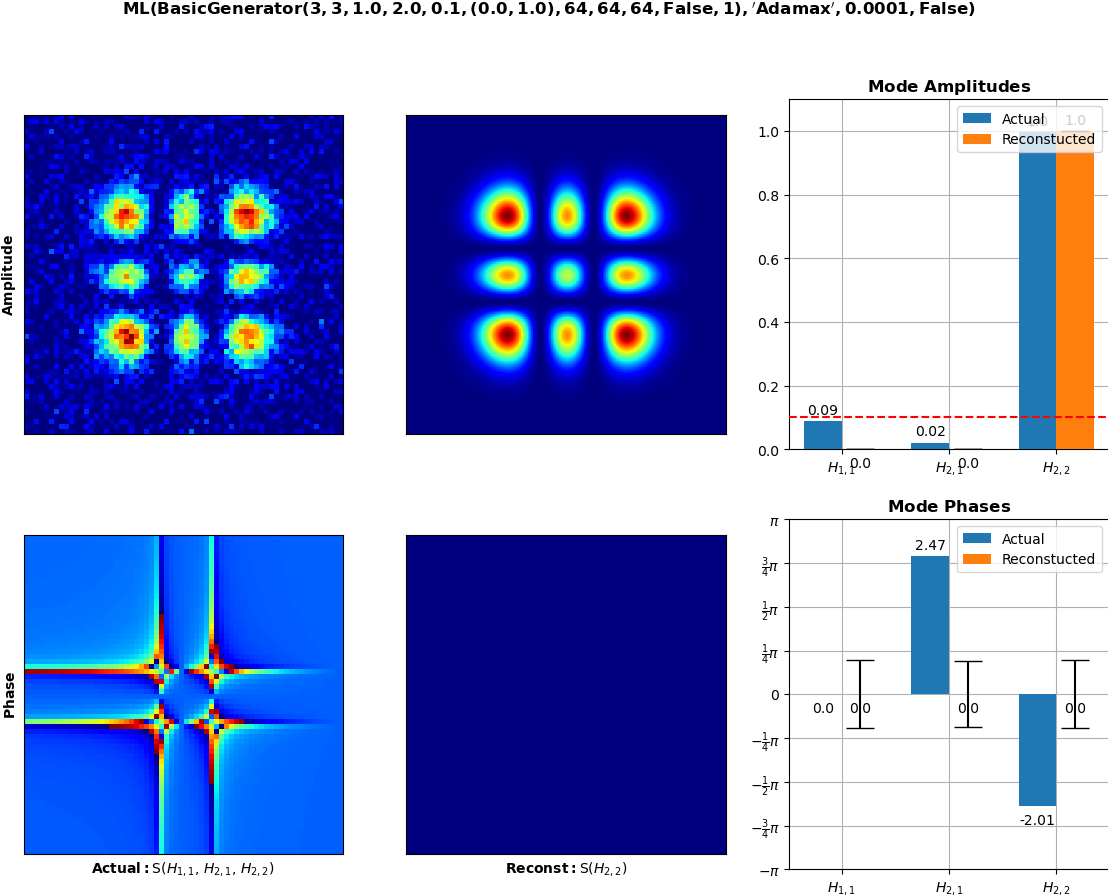 ML(BasicGenerator(3, 3, 1.0, 2.0, 0.1, (0.0, 1.0), 64, 64, 64, False, 1), ′Adamax′, 0.0001, False)
Amplitude
Mode Amplitudes
Actual
Reconstucted
1.0
1.0
0.8
0.6
0.4
0.2
0.0
0.09
0.0
0.02
0.0
H1,1
H2,1
H2,2
Phase
Actual: S(H1,1, H2,1, H2,2)
Reconst: S(H2,2)
Mode Phases
Actual
Reconstucted
π
3/4π
1/2π
1/4π
0
−1/4π
−1/2π
−3/4π
−π
0.0
0.0
2.47
0.0
-2.01
0.0
H1,1
H2,1
H2,2